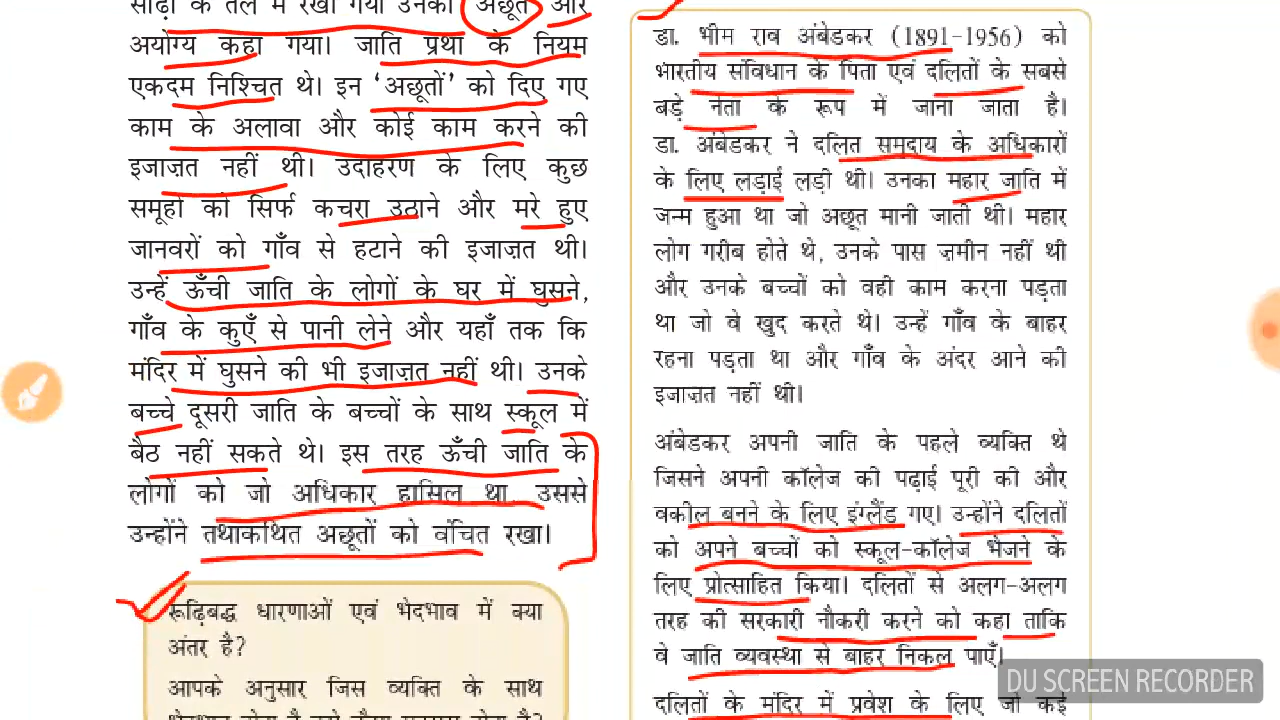 सीढ़ी के तल में रखा गया उनको अछूत और
अयोग्य कहा गया। जाति प्रथा के नियम
एकदम निश्चित थे। इन ‘अछूतों’ को दिए गए
काम के अलावा और कोई काम करने की
इजाज़त नहीं थी। उदाहरण के लिए कुछ
समूहों को सिर्फ कचरा उठाने और मरे हुए
जानवरों को गाँव से हटाने की इजाज़त थी।
उन्हें ऊँची जाति के लोगों के घर में घुसने,
गाँव के कुएँ से पानी लेने और यहाँ तक कि
मंदिर में घुसने की भी इजाज़त नहीं थी। उनके
बच्चे दूसरी जाति के बच्चों के साथ स्कूल में
बैठ नहीं सकते थे। इस तरह ऊँची जाति के
लोगों को जो अधिकार हासिल था, उससे
उन्होंने तथाकथित अछूतों को वंचित रखा।
रूढ़िबद्ध धारणाओं एवं भेदभाव में क्या
अंतर है?
आपके अनुसार जिस व्यक्ति के साथ
डा. भीम राव अंबेडकर (1891-1956) को
भारतीय संविधान के पिता एवं दलितों के सबसे
बड़े नेता के रूप में जाना जाता है।
डा. अंबेडकर ने दलित समुदाय के अधिकारों
के लिए लड़ाई लड़ी थी। उनका महार जाति में
जन्म हुआ था जो अछूत मानी जाती थी। महार
लोग गरीब होते थे, उनके पास ज़मीन नहीं थी
और उनके बच्चों को वही काम करना पड़ता
था जो वे खुद करते थे। उन्हें गाँव के बाहर
रहना पड़ता था और गाँव के अंदर आने की
इजाज़त नहीं थी।
अंबेडकर अपनी जाति के पहले व्यक्ति थे
जिसने अपनी कॉलेज की पढ़ाई पूरी की और
वकील बनने के लिए इंग्लैंड गए। उन्होंने दलितों
को अपने बच्चों को स्कूल-कॉलेज भेजने के
लिए प्रोत्साहित किया। दलितों से अलग-अलग
तरह की सरकारी नौकरी करने को कहा ताकि
वे जाति व्यवस्था से बाहर निकल पाएँ।
दलितों के मंदिर में प्रवेश के लिए जो कई
DU SCREEN RECORDER